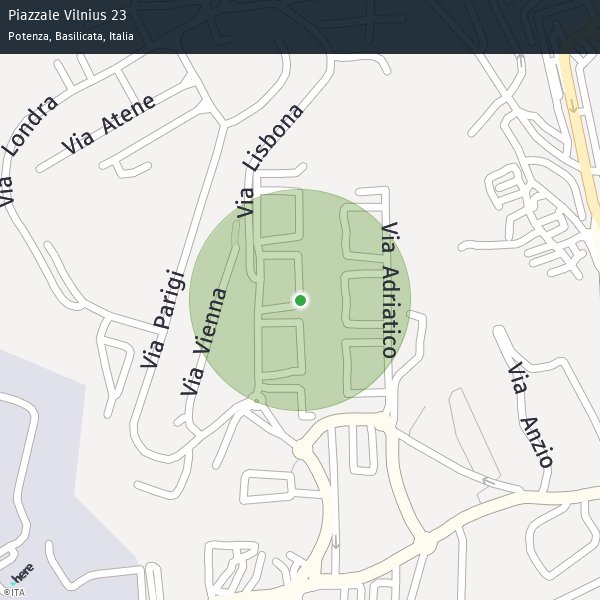 Piazzale Vilnius 23
Potenza, Basilicata, Italia
Via Londra
Via Atene
Via Lisbona
Via Adriatico
Via Parigi
Via Vienna
Via Anzio
here
©ITA